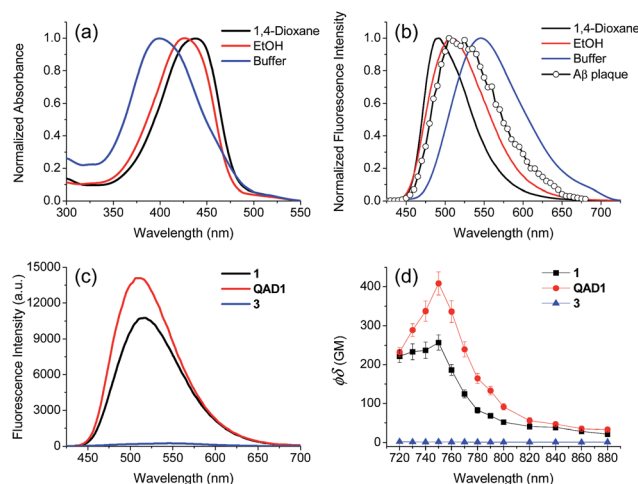 (a)
1,4-Dioxane
EtOH
Buffer
Normalized Absorbance
1.0
0.8
0.6
0.4
0.2
0.0
300 350 400 450 500 550
Wavelength (nm)
(b)
1,4-Dioxane
EtOH
Buffer
Aβ plaque
Normalized Fluorescence Intensity
1.0
0.8
0.6
0.4
0.2
0.0
450 500 550 600 650 700
Wavelength (nm)
(c)
1
QAD1
3
Fluorescence Intensity (a.u.)
15000
12000
9000
6000
3000
0
450 500 550 600 650 700
Wavelength (nm)
(d)
1
QAD1
3
ϕδ (GM)
400
300
200
100
0
720 740 760 780 800 820 840 860 880
Wavelength (nm)